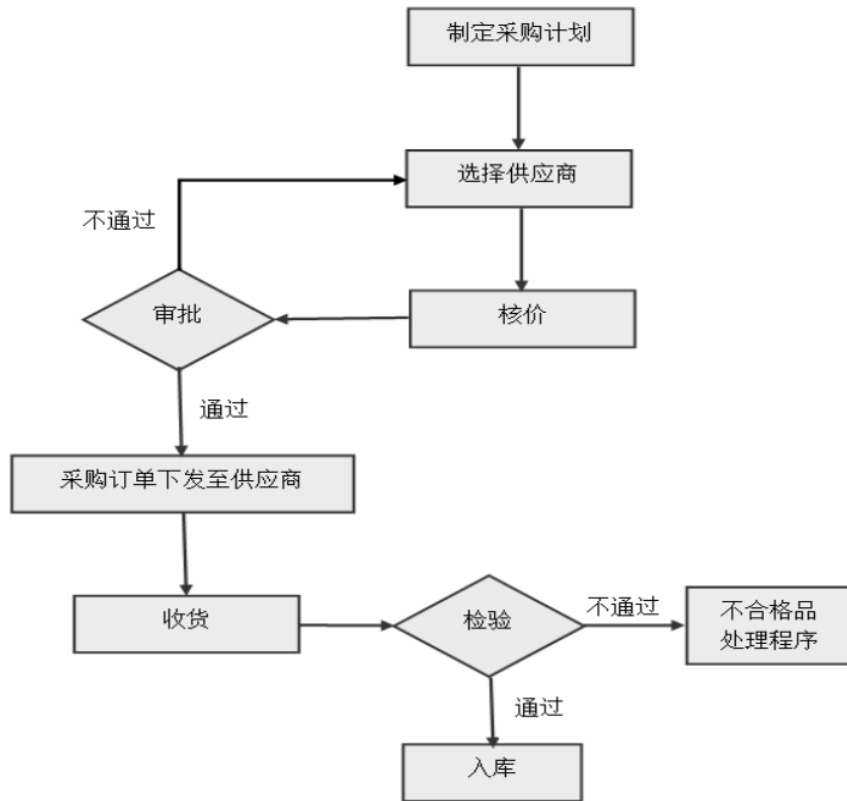 制定采购计划
选择供应商
不通过
审批
核价
通过
采购订单下发至供应商
收货
检验
不通过
不合格品
处理程序
通过
入库